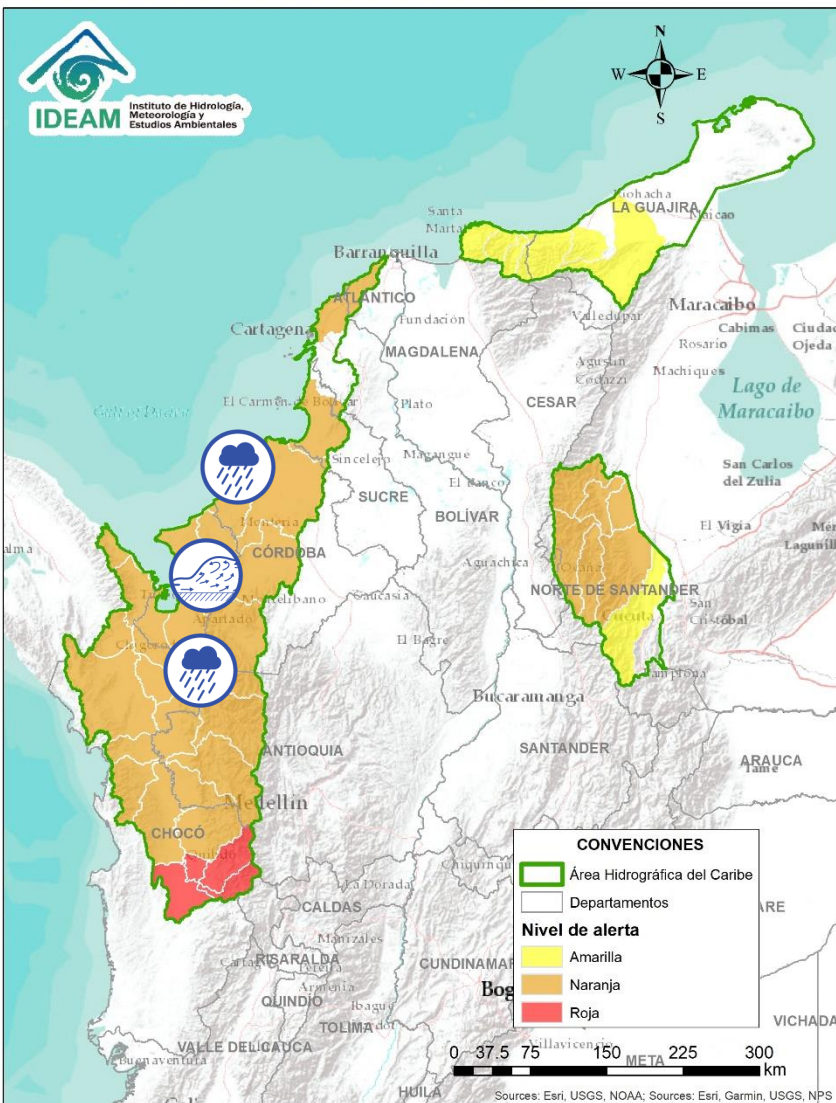 IDEAM
Instituto de Hidrología,
Meteorología y
Estudios Ambientales
N
W
E
S
Riohacha
LA GUAJIRA
Maicao
Santa
Marta
Barranquilla
ATLÁNTICO
Maracaibo
Cartagena
Fundación
Valledupar
Cabimas
Ciudad
Ojeda
Rosario
MAGDALENA
Machiques
Agustín
Codazzi
Lago de
Maracaibo
El Carmen de Bolívar
Plato
CESAR
Sincelejo
Magangué
San Carlos
del Zulia
SUCRE
El Banco
BOLÍVAR
Montería
El Vigía
CÓRDOBA
Aguachica
Ocaña
NORTE DE SANTANDER
Caucasia
Apartadó
San
Cristóbal
Cúcuta
El Bagre
Pamplona
Bucaramanga
ANTIOQUIA
SANTANDER
ARAUCA
Tame
Medellín
CHOCÓ
Quibdó
La Dorada
CALDAS
Manizales
RISARALDA
Pereira
Armenia
QUINDÍO
Ibagué
TOLIMA
VALLE DEL CAUCA
Buenaventura
HUILA
Villavicencio
META
VICHADA
CONVENCIONES
Área Hidrográfica del Caribe
Departamentos
Nivel de alerta
Amarilla
Naranja
Roja
0 37.5 75 150 225 300
km
Sources: Esri, USGS, NOAA; Sources: Esri, Garmin, USGS, NPS